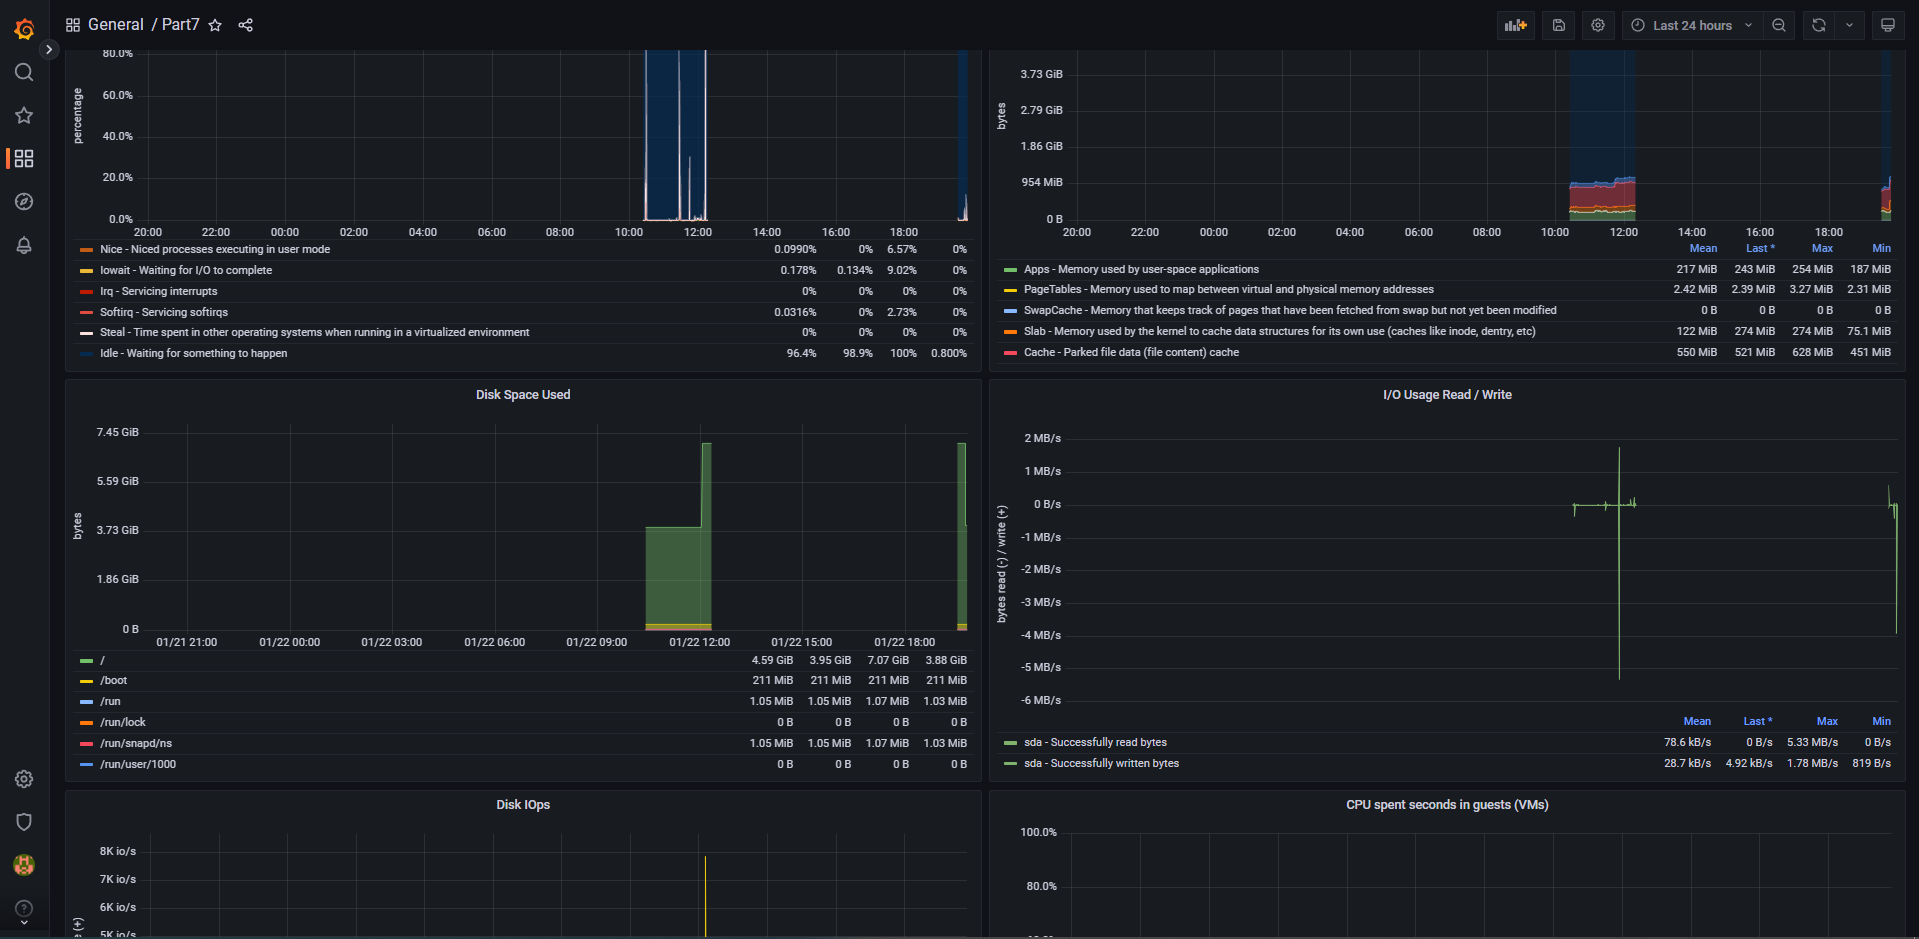 General / Part7
Last 24 hours
80.0%
60.0%
40.0%
20.0%
0.0%
percentage
20:00 22:00 00:00 02:00 04:00 06:00 08:00 10:00 12:00 14:00 16:00 18:00
Nice - Niced processes executing in user mode 0.0990% 0% 6.57% 0%
Iowait - Waiting for I/O to complete 0.178% 0.134% 9.02% 0%
Irq - Servicing interrupts 0% 0% 0% 0%
Softirq - Servicing softirqs 0.0316% 0% 2.73% 0%
Steal - Time spent in other operating systems when running in a virtualized environment 0% 0% 0% 0%
Idle - Waiting for something to happen 96.4% 98.9% 100% 0.800%
3.73 GiB
2.79 GiB
1.86 GiB
954 MiB
0 B
bytes
20:00 22:00 00:00 02:00 04:00 06:00 08:00 10:00 12:00 14:00 16:00 18:00
Mean Last * Max Min
Apps - Memory used by user-space applications 217 MiB 243 MiB 254 MiB 187 MiB
PageTables - Memory used to map between virtual and physical memory addresses 2.42 MiB 2.39 MiB 3.27 MiB 2.31 MiB
SwapCache - Memory that keeps track of pages that have been fetched from swap but not yet been modified 0 B 0 B 0 B 0 B
Slab - Memory used by the kernel to cache data structures for its own use (caches like inode, dentry, etc) 122 MiB 274 MiB 274 MiB 75.1 MiB
Cache - Parked file data (file content) cache 550 MiB 521 MiB 628 MiB 451 MiB
Disk Space Used
7.45 GiB
5.59 GiB
3.73 GiB
1.86 GiB
0 B
bytes
01/21 21:00 01/22 00:00 01/22 03:00 01/22 06:00 01/22 09:00 01/22 12:00 01/22 15:00 01/22 18:00
/ 4.59 GiB 3.95 GiB 7.07 GiB 3.88 GiB
/boot 211 MiB 211 MiB 211 MiB 211 MiB
/run 1.05 MiB 1.05 MiB 1.07 MiB 1.03 MiB
/run/lock 0 B 0 B 0 B 0 B
/run/snapd/ns 1.05 MiB 1.05 MiB 1.07 MiB 1.03 MiB
/run/user/1000 0 B 0 B 0 B 0 B
I/O Usage Read / Write
2 MB/s
1 MB/s
0 B/s
-1 MB/s
-2 MB/s
-3 MB/s
-4 MB/s
-5 MB/s
-6 MB/s
bytes read (-) / write (+)
Mean Last * Max Min
sda - Successfully read bytes 78.6 kB/s 0 B/s 5.33 MB/s 0 B/s
sda - Successfully written bytes 28.7 kB/s 4.92 kB/s 1.78 MB/s 819 B/s
Disk IOps
8K io/s
7K io/s
6K io/s
5K io/s
(+)
CPU spent seconds in guests (VMs)
100.0%
80.0%